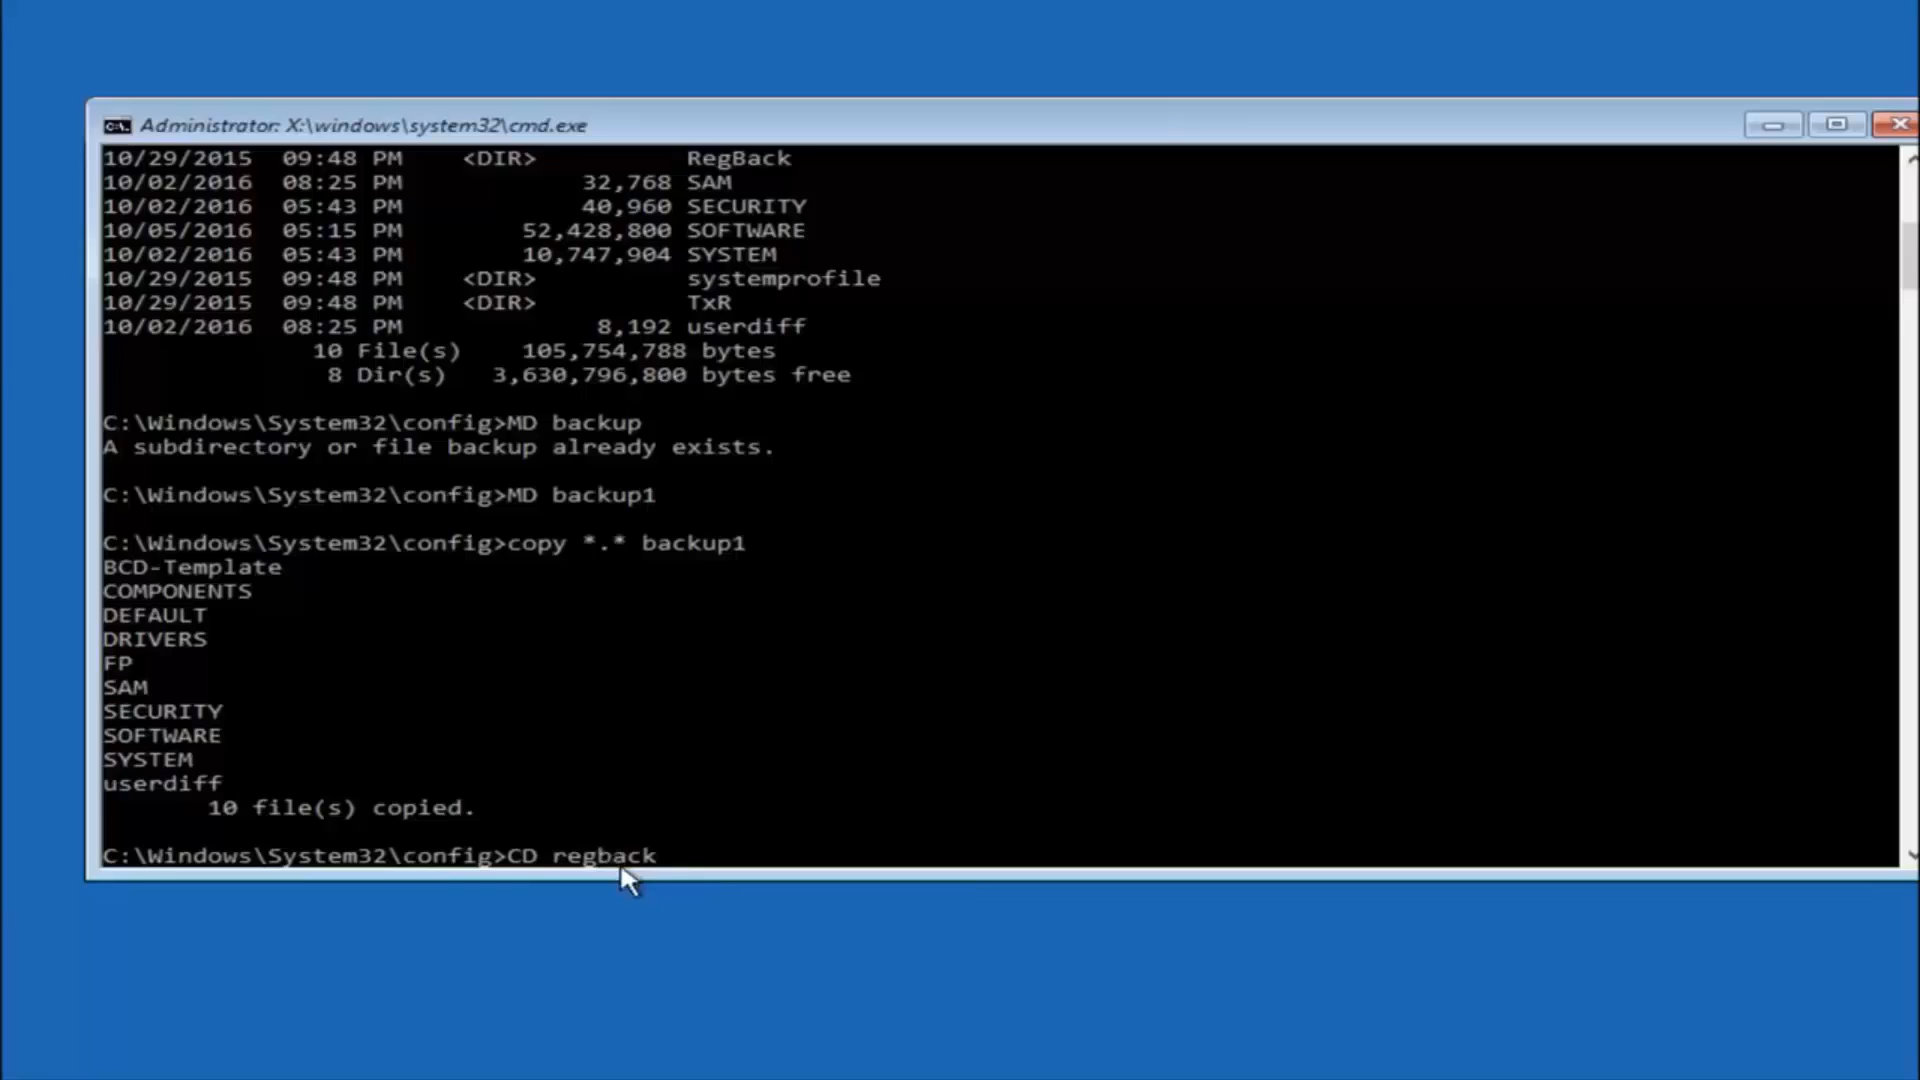 Administrator: X:\windows\system32\cmd.exe
10/29/2015  09:48 PM    <DIR>          RegBack
10/02/2016  08:25 PM            32,768 SAM
10/02/2016  05:43 PM            40,960 SECURITY
10/05/2016  05:15 PM        52,428,800 SOFTWARE
10/02/2016  05:43 PM        10,747,904 SYSTEM
10/29/2015  09:48 PM    <DIR>          systemprofile
10/29/2015  09:48 PM    <DIR>          TxR
10/02/2016  08:25 PM             8,192 userdiff
              10 File(s)    105,754,788 bytes
               8 Dir(s)   3,630,796,800 bytes free
C:\Windows\System32\config>MD backup
A subdirectory or file backup already exists.
C:\Windows\System32\config>MD backup1
C:\Windows\System32\config>copy *.* backup1
BCD-Template
COMPONENTS
DEFAULT
DRIVERS
FP
SAM
SECURITY
SOFTWARE
SYSTEM
userdiff
       10 file(s) copied.
C:\Windows\System32\config>CD regback